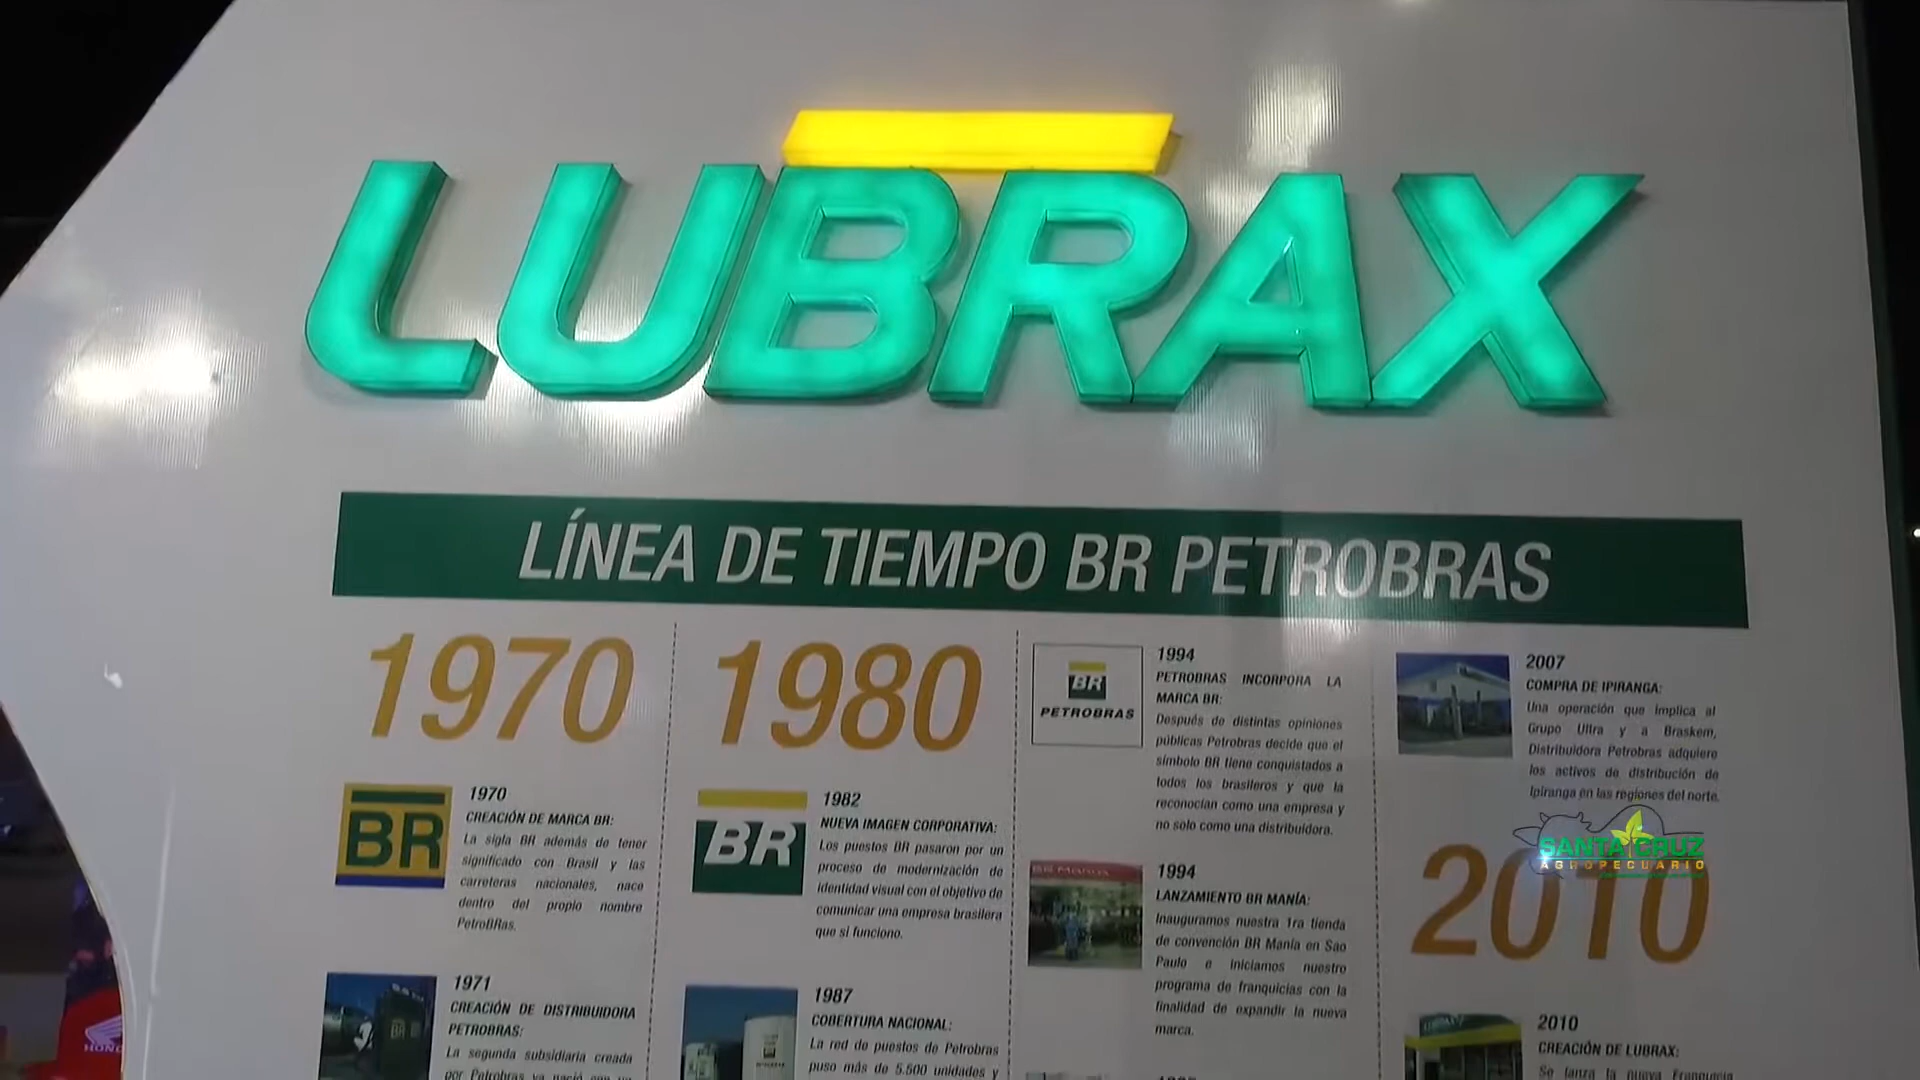 LUBRAX
LÍNEA DE TIEMPO BR PETROBRAS
1970
BR
1970
CREACIÓN DE MARCA BR:
La sigla BR además de tener
significado con Brasil y las
carreteras nacionales, nace
dentro del propio nombre
PetroBRas.
BR
1971
CREACIÓN DE DISTRIBUIDORA
PETROBRAS:
La segunda subsidiaria creada
por Petrobras ya nació con un
1980
BR
1982
NUEVA IMAGEN CORPORATIVA:
Los puestos BR pasaron por un
proceso de modernización de
identidad visual con el objetivo de
comunicar una empresa brasilera
que si funciono.
1987
COBERTURA NACIONAL:
La red de puestos de Petrobras
puso más de 5.500 unidades y
BR
PETROBRAS
1994
PETROBRAS INCORPORA LA
MARCA BR:
Después de distintas opiniones
públicas Petrobras decide que el
símbolo BR tiene conquistados a
todos los brasileros y que la
reconocían como una empresa y
no solo como una distribuidora.
BR MANIA
1994
LANZAMIENTO BR MANÍA:
Inauguramos nuestra 1ra tienda
de convención BR Manía en Sao
Paulo e iniciamos nuestro
programa de franquicias con la
finalidad de expandir la nueva
marca.
2007
COMPRA DE IPIRANGA:
Una operación que implica al
Grupo Ultra y a Braskem,
Distribuidora Petrobras adquiere
los activos de distribución de
Ipiranga en las regiones del norte.
SANTA CRUZ
AGROPECUARIO
2010
2010
CREACIÓN DE LUBRAX:
Se lanza la nueva Franquicia
HONDA